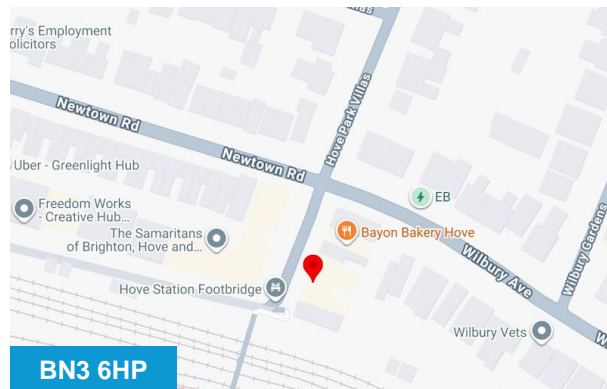 rry's Employment
olicitors
Newtown Rd
Hove Park Villas
Uber - Greenlight Hub
Newtown Rd
EB
Freedom Works
- Creative Hub...
The Samaritans
of Brighton, Hove and...
Bayon Bakery Hove
Wilbury Ave
Wilbury Gardens
Hove Station Footbridge
Wilbury Vets
W
BN3 6HP